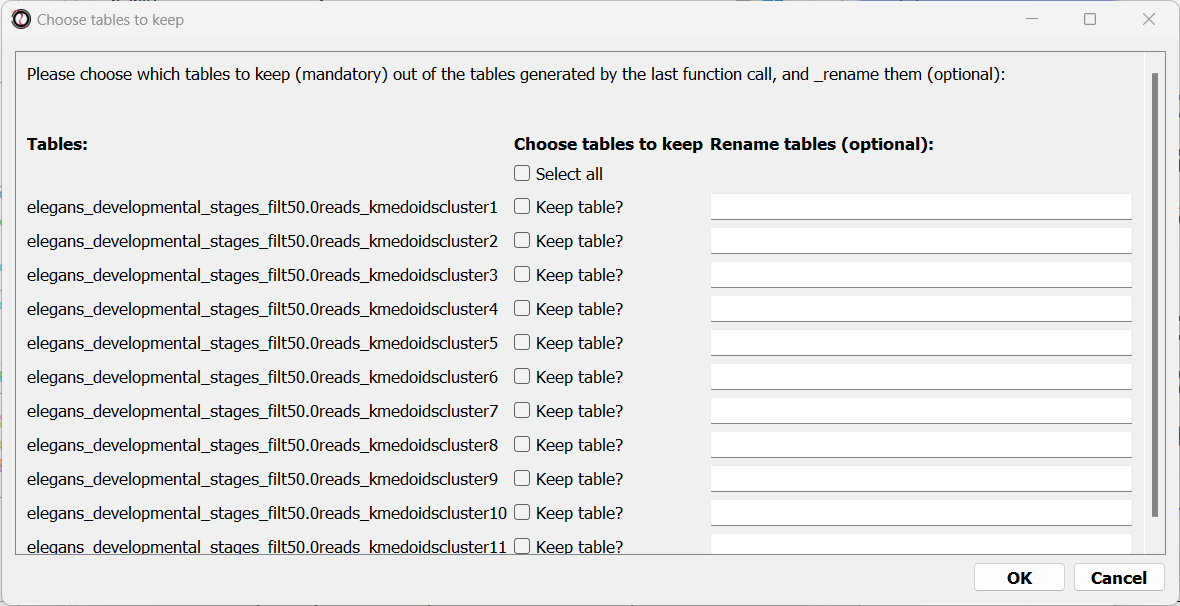 Choose tables to keep
Please choose which tables to keep (mandatory) out of the tables generated by the last function call, and _rename them (optional):
Tables: Choose tables to keep Rename tables (optional):
Select all
elegans_developmental_stages_filt50.0reads_kmedoidscluster1 Keep table?
elegans_developmental_stages_filt50.0reads_kmedoidscluster2 Keep table?
elegans_developmental_stages_filt50.0reads_kmedoidscluster3 Keep table?
elegans_developmental_stages_filt50.0reads_kmedoidscluster4 Keep table?
elegans_developmental_stages_filt50.0reads_kmedoidscluster5 Keep table?
elegans_developmental_stages_filt50.0reads_kmedoidscluster6 Keep table?
elegans_developmental_stages_filt50.0reads_kmedoidscluster7 Keep table?
elegans_developmental_stages_filt50.0reads_kmedoidscluster8 Keep table?
elegans_developmental_stages_filt50.0reads_kmedoidscluster9 Keep table?
elegans_developmental_stages_filt50.0reads_kmedoidscluster10 Keep table?
elegans_developmental_stages_filt50.0reads_kmedoidscluster11 Keep table?
OK Cancel